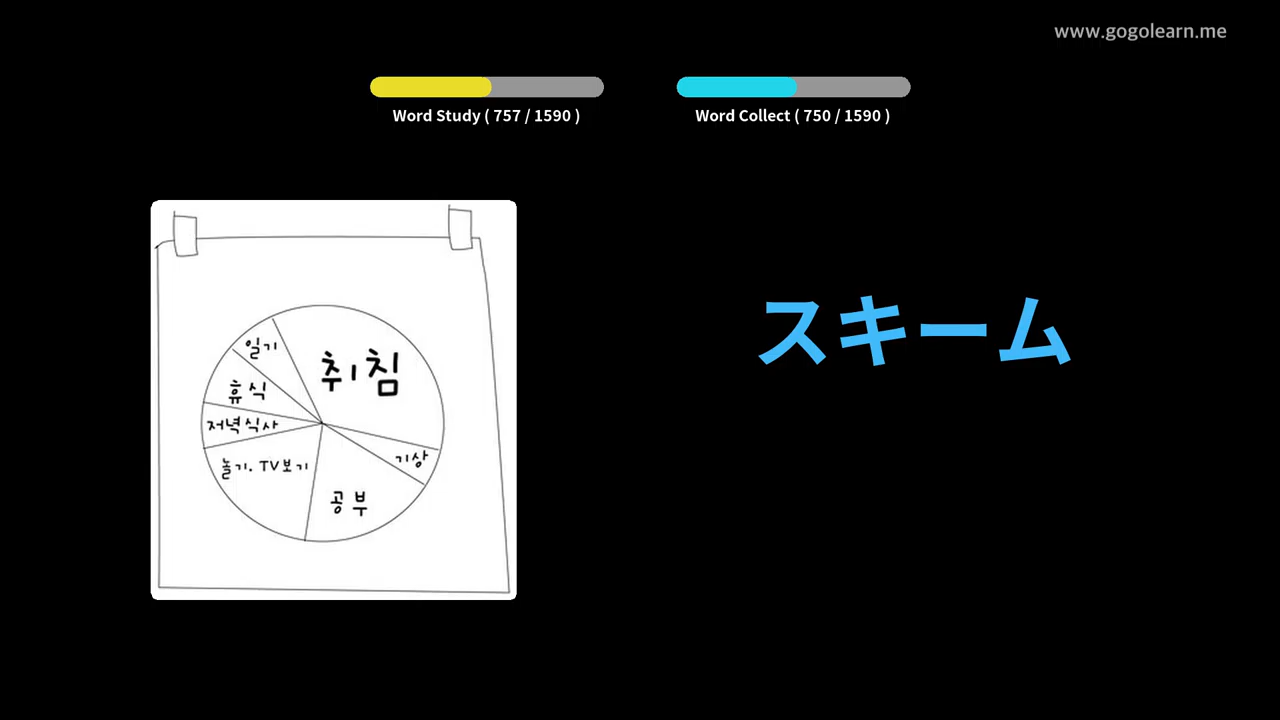 www.gogolearn.me
Word Study ( 757 / 1590 )
Word Collect ( 750 / 1590 )
일기
취침
휴식
저녁식사
놀기. TV보기
기상
공부
スキーム